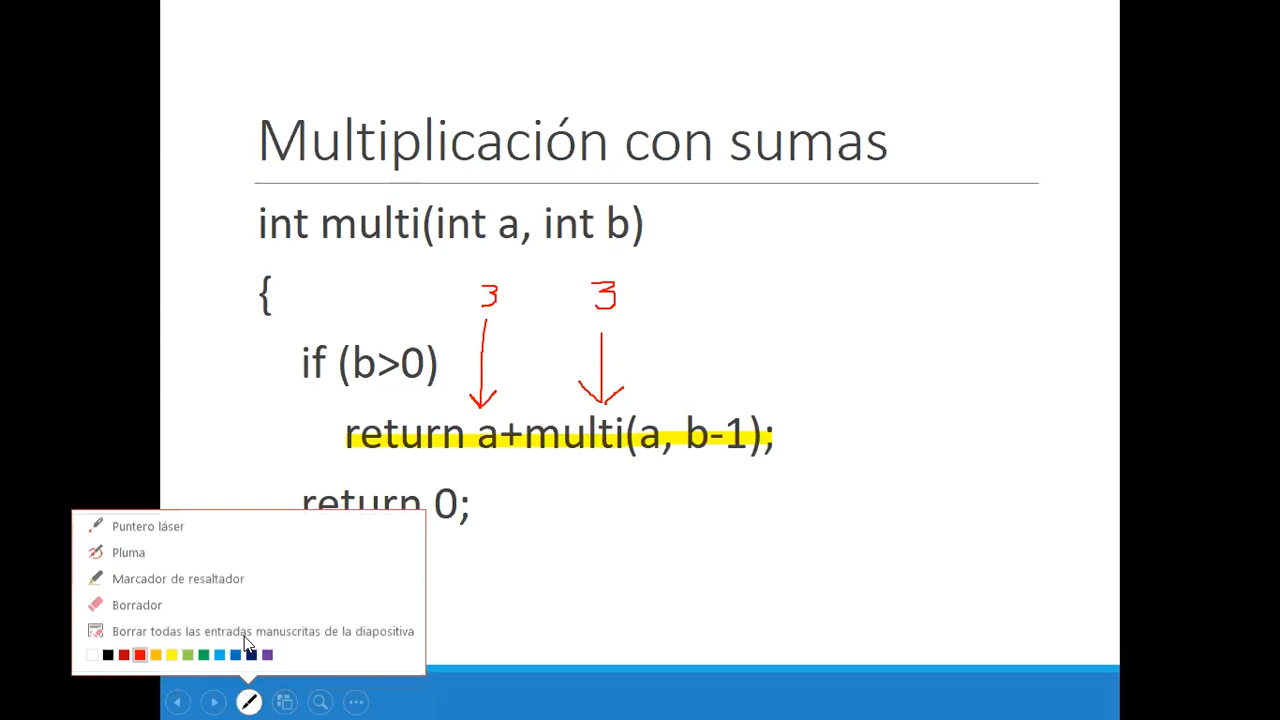 Multiplicación con sumas
int multi(int a, int b)
{
3 3
if (b>0)
return a+multi(a, b-1);
return 0;
Puntero láser
Pluma
Marcador de resaltador
Borrador
Borrar todas las entradas manuscritas de la diapositiva